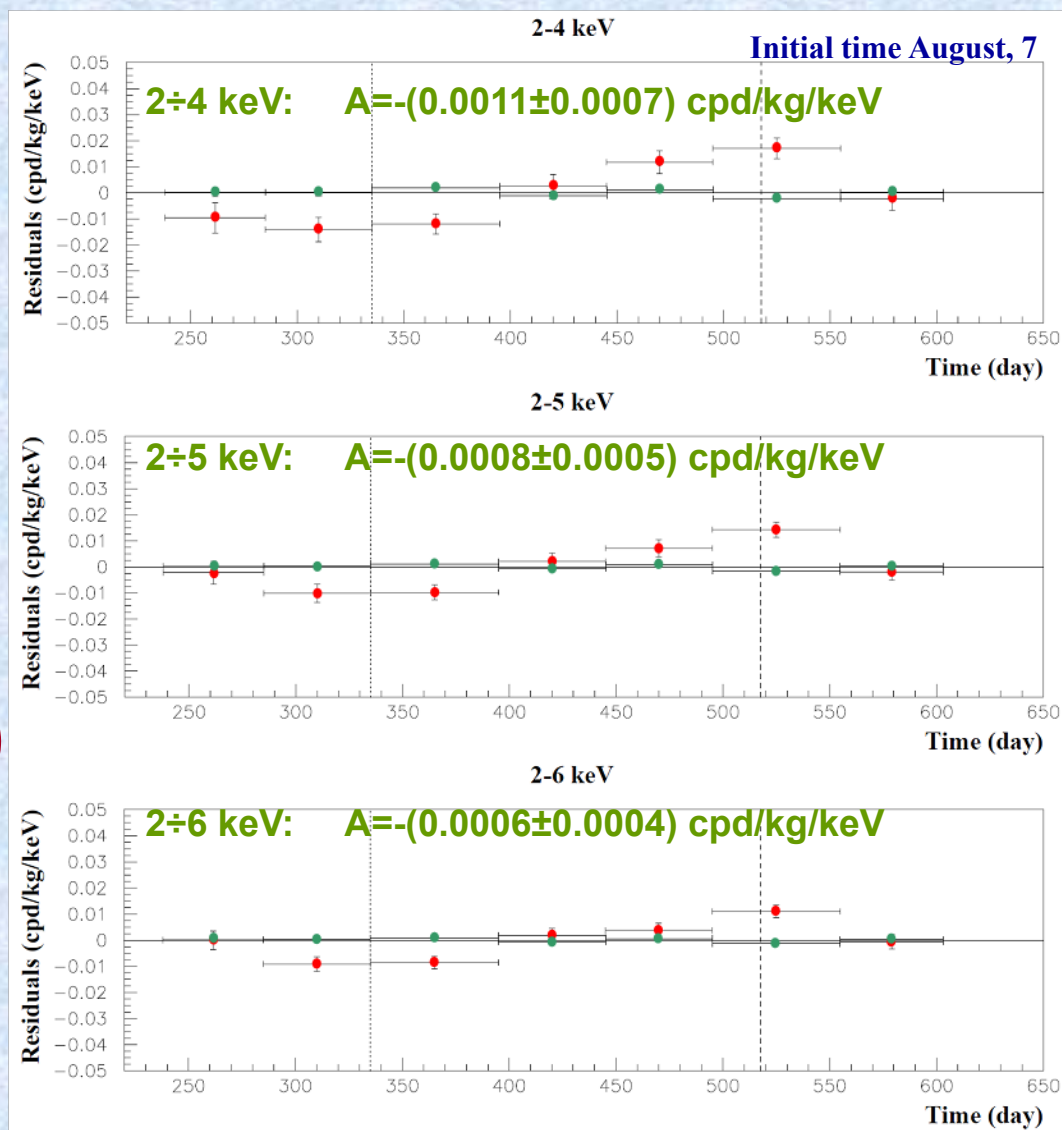 2-4 keV
Initial time August, 7
2÷4 keV: A=-(0.0011±0.0007) cpd/kg/keV
Residuals (cpd/kg/keV)
0.05
0.04
0.03
0.02
0.01
0
−0.01
−0.02
−0.03
−0.04
−0.05
250 300 350 400 450 500 550 600 650
Time (day)
2-5 keV
2÷5 keV: A=-(0.0008±0.0005) cpd/kg/keV
Residuals (cpd/kg/keV)
0.05
0.04
0.03
0.02
0.01
0
−0.01
−0.02
−0.03
−0.04
−0.05
250 300 350 400 450 500 550 600 650
Time (day)
2-6 keV
2÷6 keV: A=-(0.0006±0.0004) cpd/kg/keV
Residuals (cpd/kg/keV)
0.05
0.04
0.03
0.02
0.01
0
−0.01
−0.02
−0.03
−0.04
−0.05
250 300 350 400 450 500 550 600 650
Time (day)